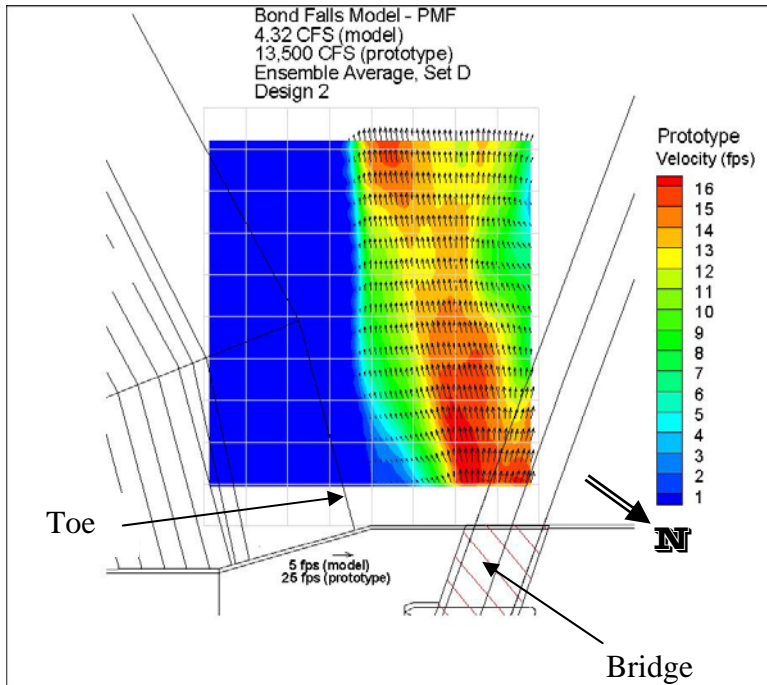 Bond Falls Model - PMF
4.32 CFS (model)
13,500 CFS (prototype)
Ensemble Average, Set D
Design 2
Prototype
Velocity (fps)
16
15
14
13
12
11
10
9
8
7
6
5
4
3
2
1
Toe
N
5 fps (model)
25 fps (prototype)
Bridge